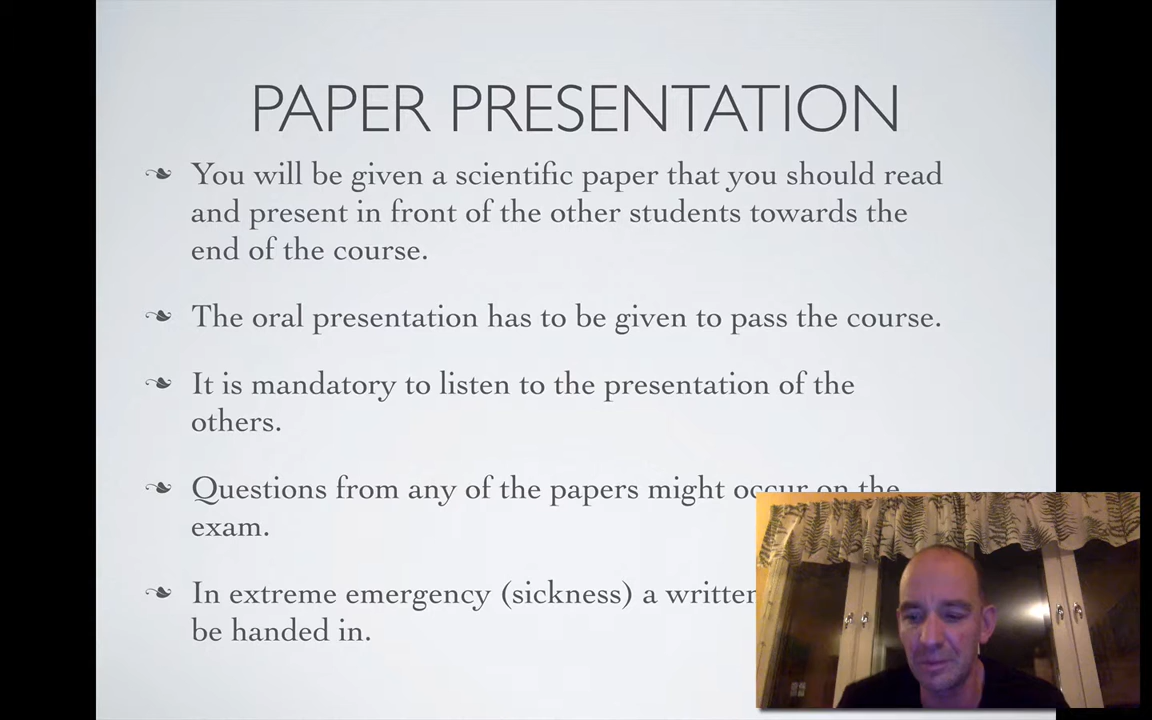 PAPER PRESENTATION
You will be given a scientific paper that you should read
and present in front of the other students towards the
end of the course.
The oral presentation has to be given to pass the course.
It is mandatory to listen to the presentation of the
others.
Questions from any of the papers might occur on the
exam.
In extreme emergency (sickness) a written
be handed in.